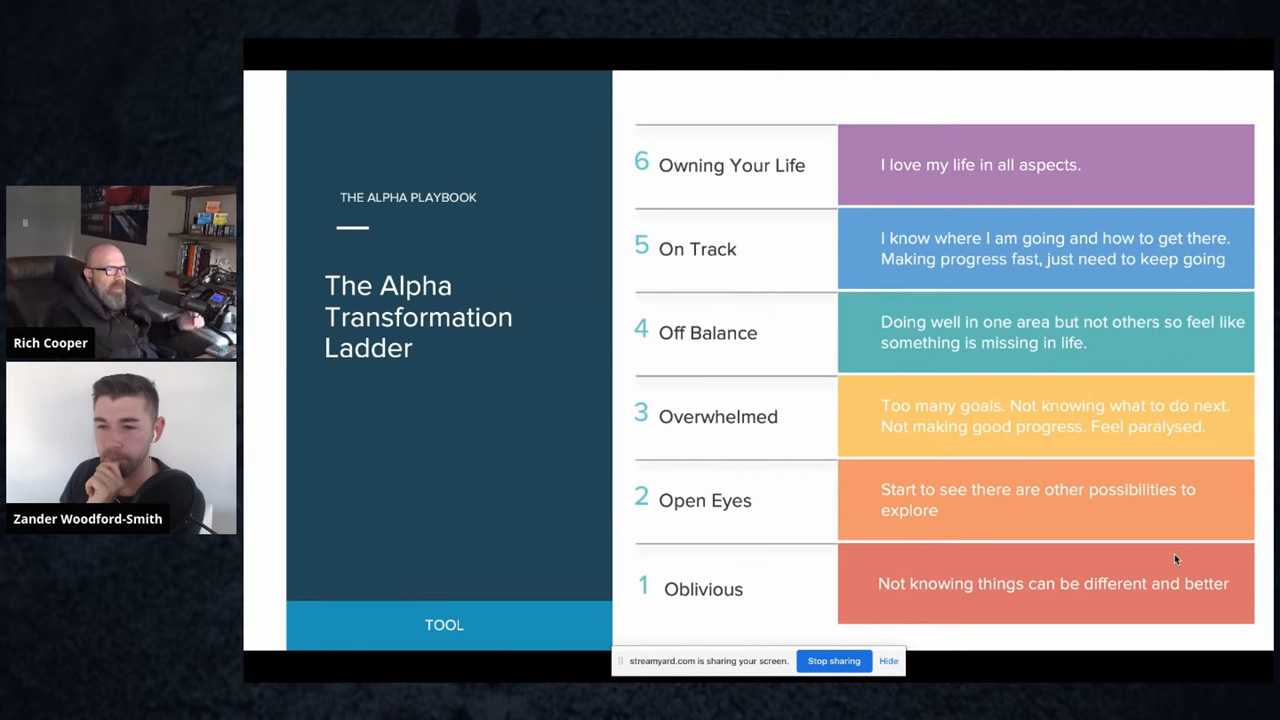 THE ALPHA PLAYBOOK
The Alpha
Transformation
Ladder
TOOL
6 Owning Your Life
I love my life in all aspects.
5 On Track
I know where I am going and how to get there.
Making progress fast, just need to keep going
4 Off Balance
Doing well in one area but not others so feel like
something is missing in life.
3 Overwhelmed
Too many goals. Not knowing what to do next.
Not making good progress. Feel paralysed.
2 Open Eyes
Start to see there are other possibilities to
explore
1 Oblivious
Not knowing things can be different and better
Rich Cooper
Zander Woodford-Smith
streamyard.com is sharing your screen. Stop sharing Hide